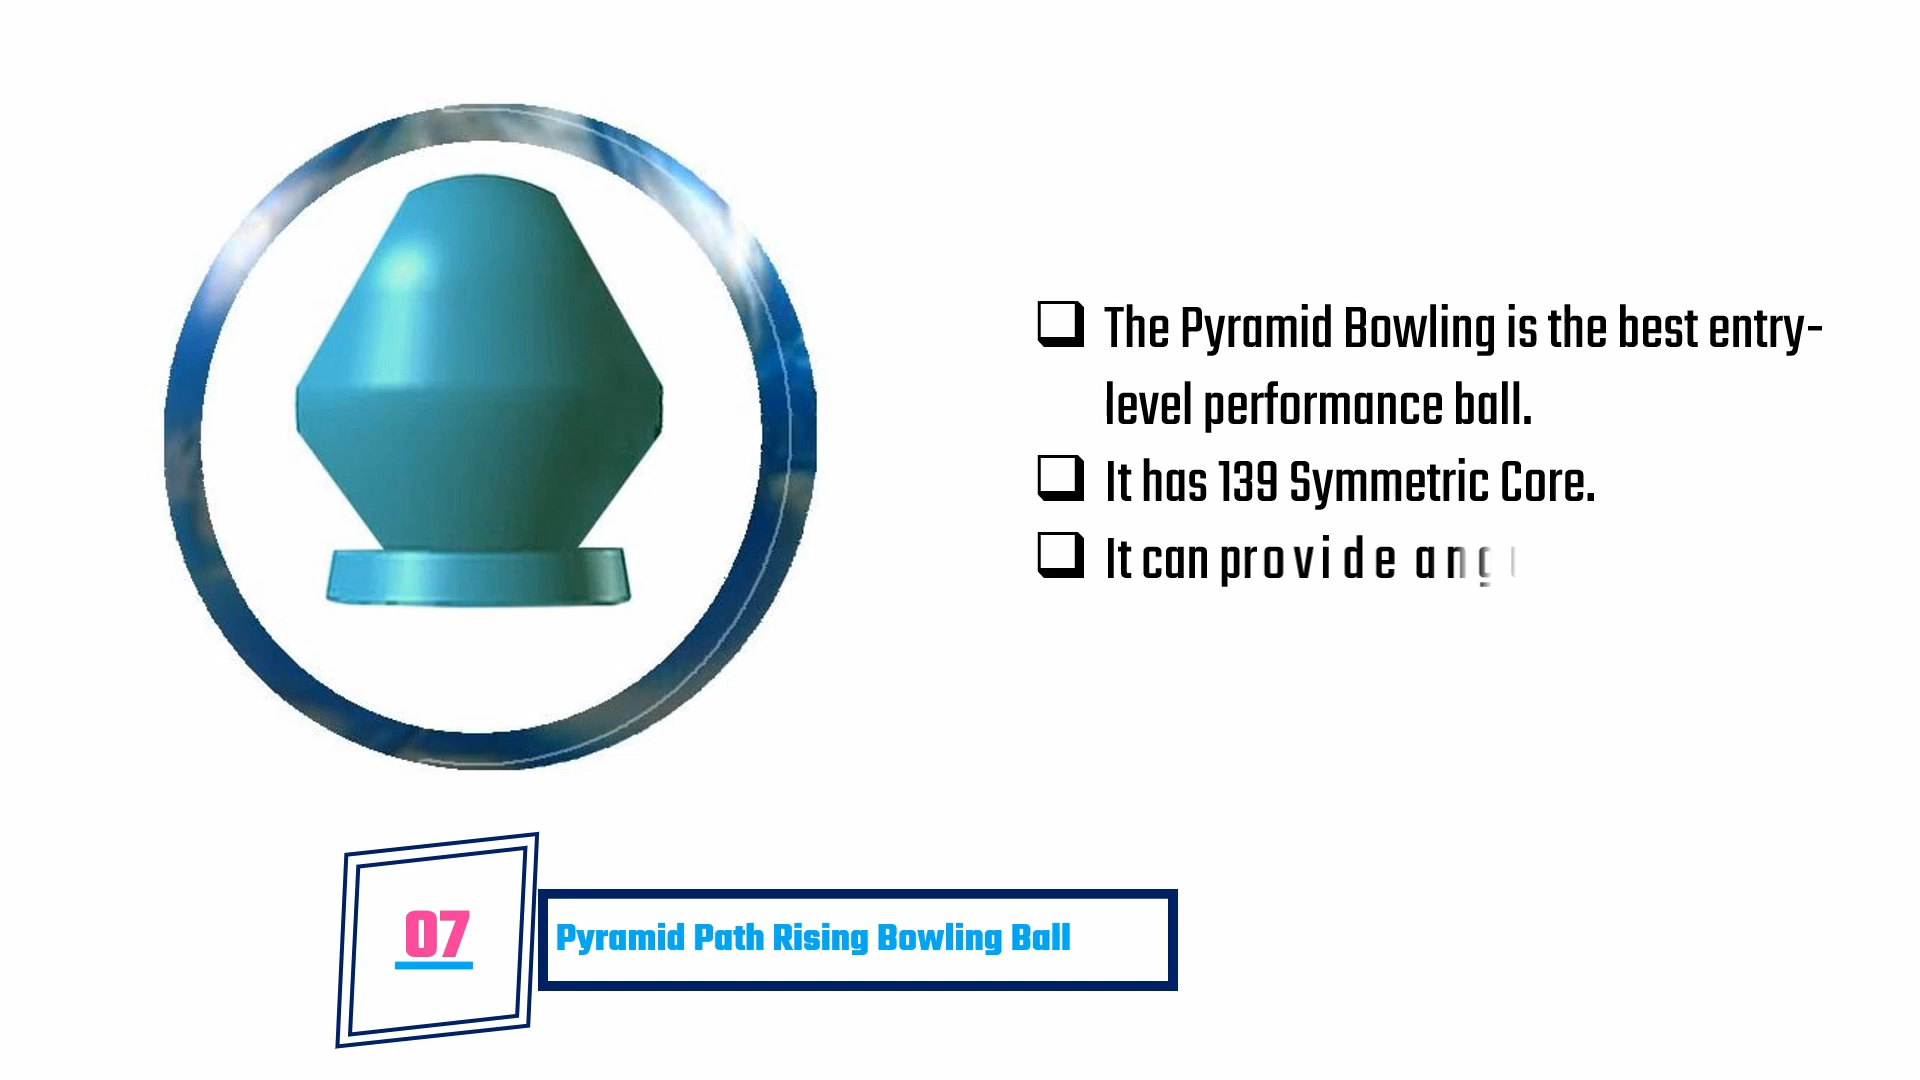 The Pyramid Bowling is the best entry-
level performance ball.
It has 139 Symmetric Core.
It can provide
07
Pyramid Path Rising Bowling Ball